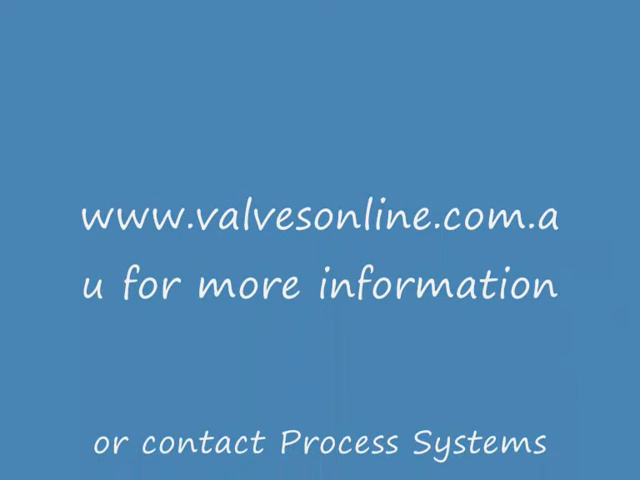 www.valvesonline.com.a
u for more information
or contact Process Systems